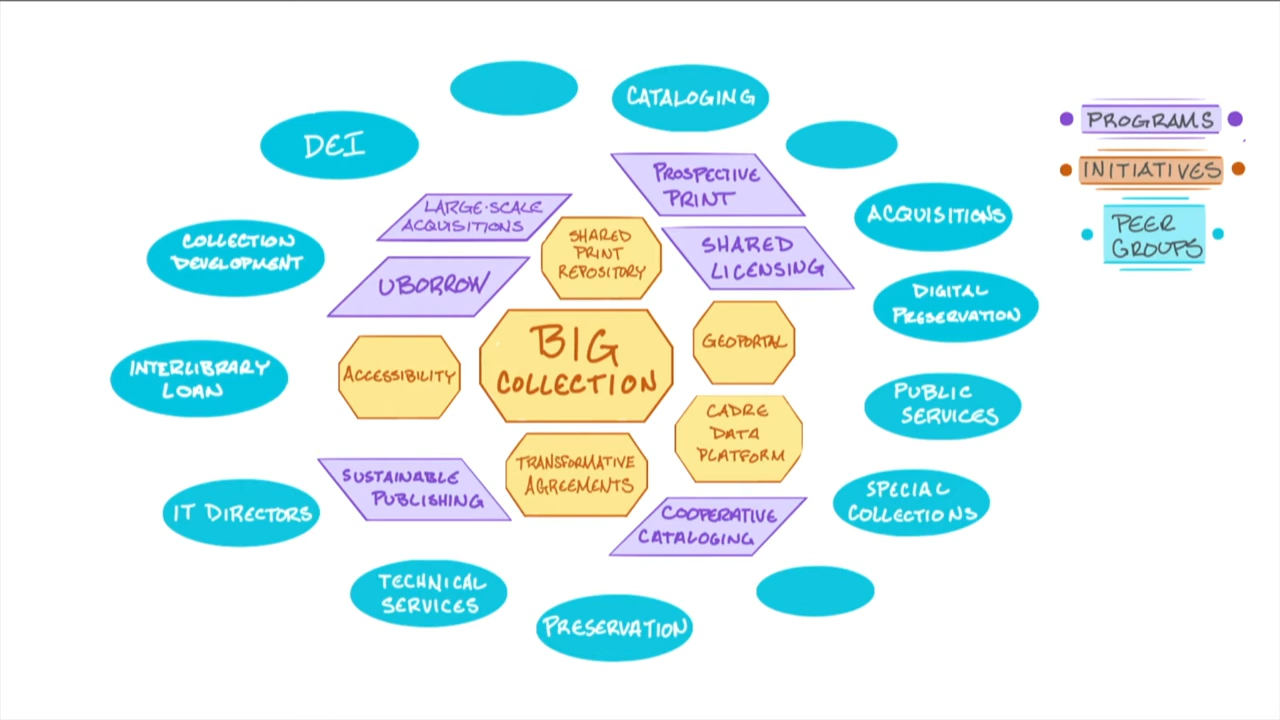 CATALOGING
DEI
PROSPECTIVE
PRINT
LARGE-SCALE
ACQUISITIONS
ACQUISITIONS
COLLECTION
DEVELOPMENT
SHARED
PRINT
REPOSITORY
SHARED
LICENSING
UBORROW
DIGITAL
PRESERVATION
BIG
COLLECTION
GEOPORTAL
ACCESSIBILITY
INTERLIBRARY
LOAN
PUBLIC
SERVICES
CADRE
DATA
PLATFORM
TRANSFORMATIVE
AGREEMENTS
SUSTAINABLE
PUBLISHING
SPECIAL
COLLECTIONS
IT DIRECTORS
COOPERATIVE
CATALOGING
TECHNICAL
SERVICES
PRESERVATION
PROGRAMS
INITIATIVES
PEER
GROUPS